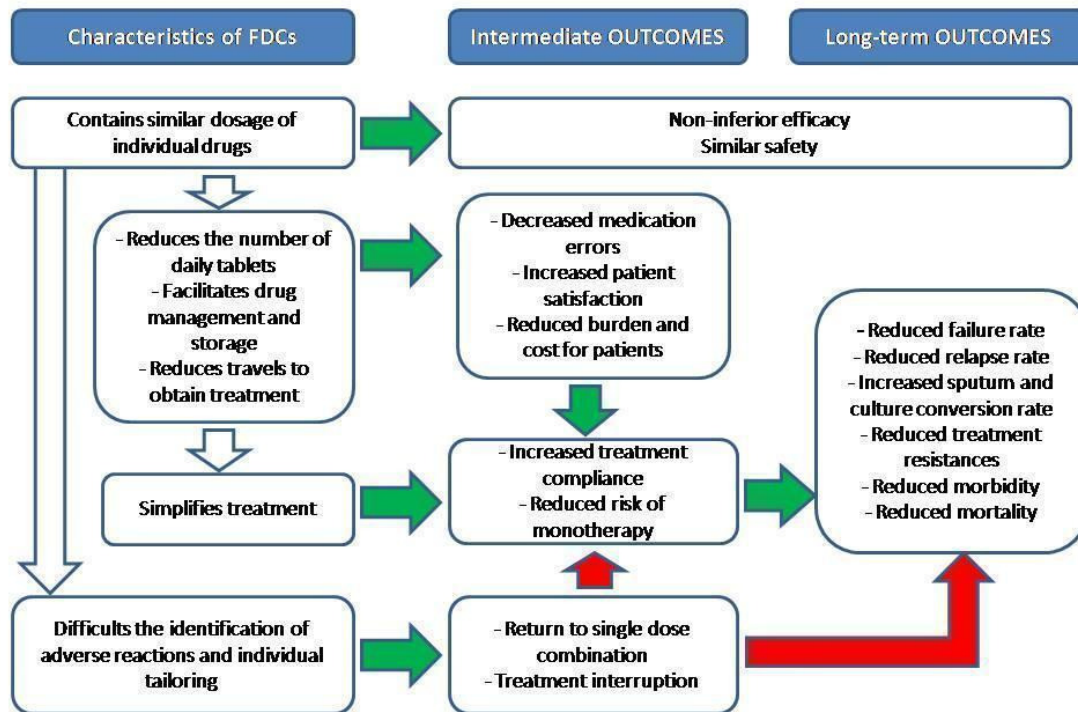 Characteristics of FDCs
Intermediate OUTCOMES
Long-term OUTCOMES
Contains similar dosage of
individual drugs
Non-inferior efficacy
Similar safety
- Reduces the number of
daily tablets
- Facilitates drug
management and
storage
- Reduces travels to
obtain treatment
- Decreased medication
errors
- Increased patient
satisfaction
- Reduced burden and
cost for patients
- Reduced failure rate
- Reduced relapse rate
- Increased sputum and
culture conversion rate
- Reduced treatment
resistances
- Reduced morbidity
- Reduced mortality
Simplifies treatment
- Increased treatment
compliance
- Reduced risk of
monotherapy
Difficults the identification of
adverse reactions and individual
tailoring
- Return to single dose
combination
- Treatment interruption